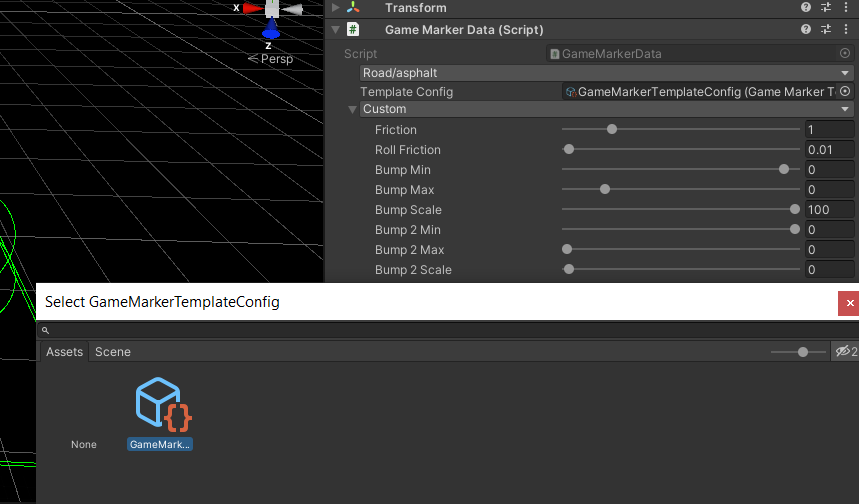 x
Transform
z
# Game Marker Data (Script)
Persp
Script # GameMarkerData
Road/asphalt
Template Config GameMarkerTemplateConfig (Game Marker T
Custom
Friction 1
Roll Friction 0.01
Bump Min 0
Bump Max 0
Bump Scale 100
Bump 2 Min 0
Bump 2 Max 0
Bump 2 Scale 0
Select GameMarkerTemplateConfig
Assets Scene 2
None GameMark...